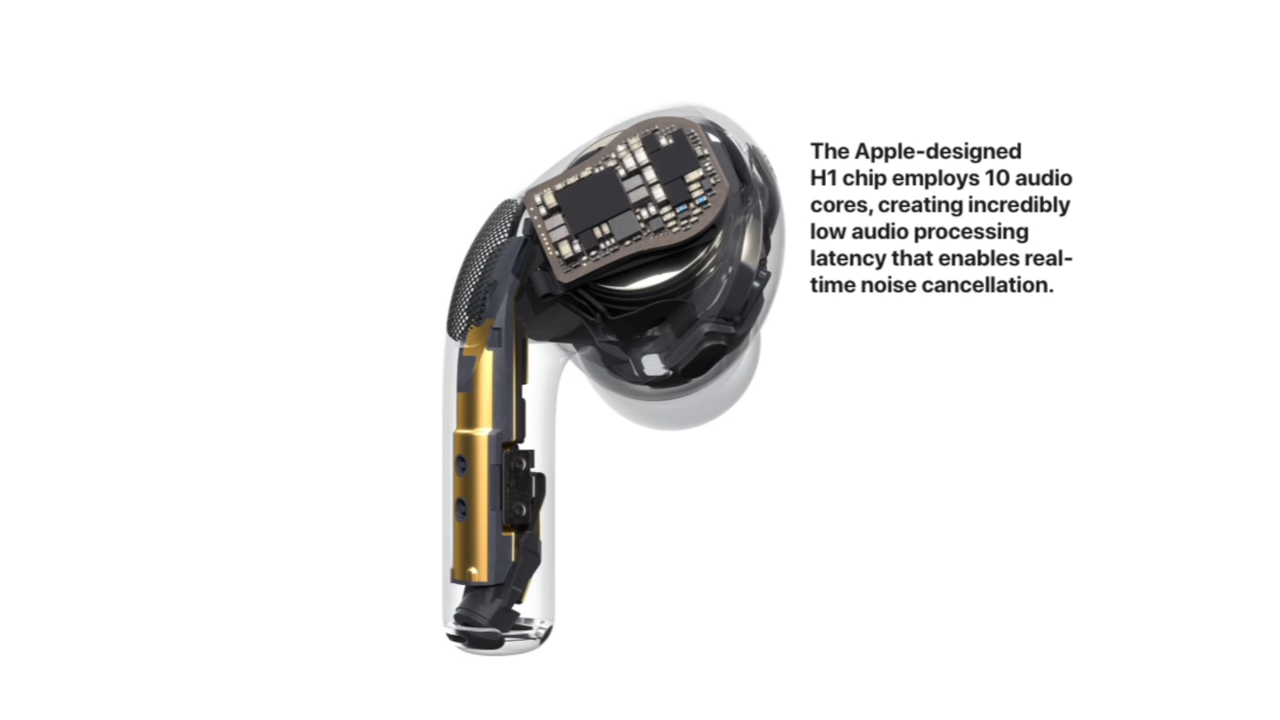 The Apple-designed
H1 chip employs 10 audio
cores, creating incredibly
low audio processing
latency that enables real-
time noise cancellation.